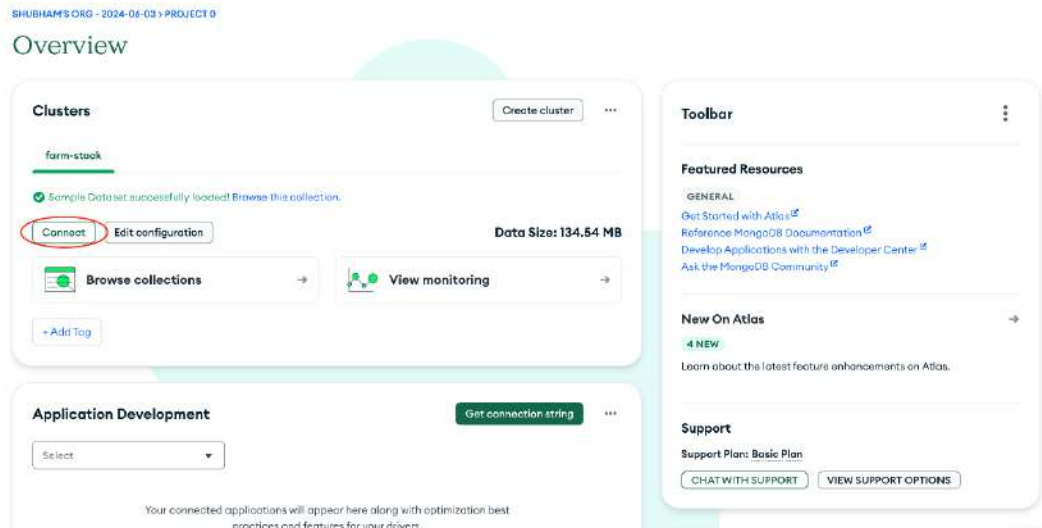 SHUBHAM'S ORG - 2024-06-03 > PROJECT 0
Overview
Clusters
Create cluster
farm-stack
Sample Dataset successfully loaded! Browse this collection.
Connect
Edit configuration
Data Size: 134.54 MB
Browse collections
View monitoring
+ Add Tag
Application Development
Get connection string
Select
Your connected applications will appear here along with optimization best
practices and features for your drivers.
Toolbar
Featured Resources
GENERAL
Get Started with Atlas
Reference MongoDB Documentation
Develop Applications with the Developer Center
Ask the MongoDB Community
New On Atlas
4 NEW
Learn about the latest feature enhancements on Atlas.
Support
Support Plan: Basic Plan
CHAT WITH SUPPORT
VIEW SUPPORT OPTIONS